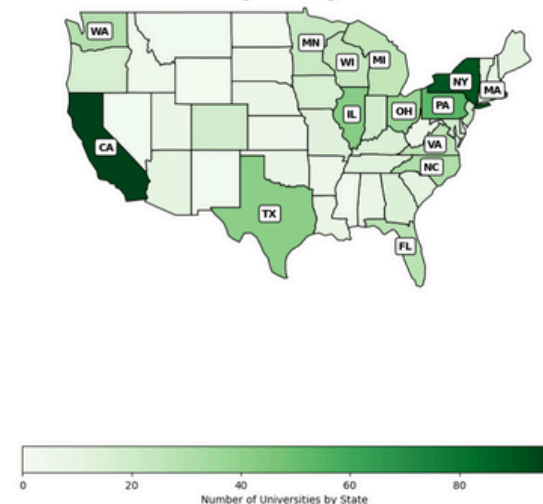 WA
MN
WI
MI
NY
MA
IL
OH
PA
CA
VA
NC
TX
FL
0 20 40 60 80
Number of Universities by State